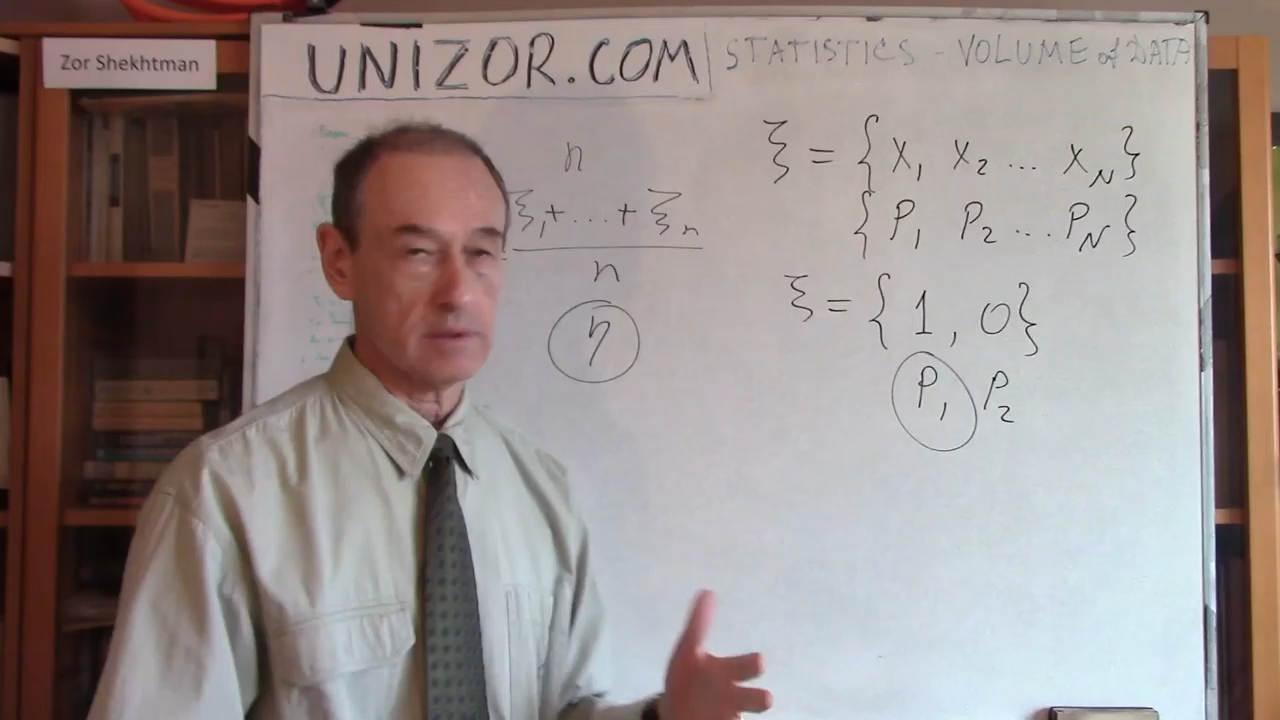 Zor Shekhtman
UNIZOR.COM
STATISTICS - VOLUME of DATA
n
ξ₁+...+ξₙ
n
η
ξ = {x₁ x₂ ... x_N}
{P₁ P₂ ... P_N}
ξ = {1, 0}
P₁ P₂